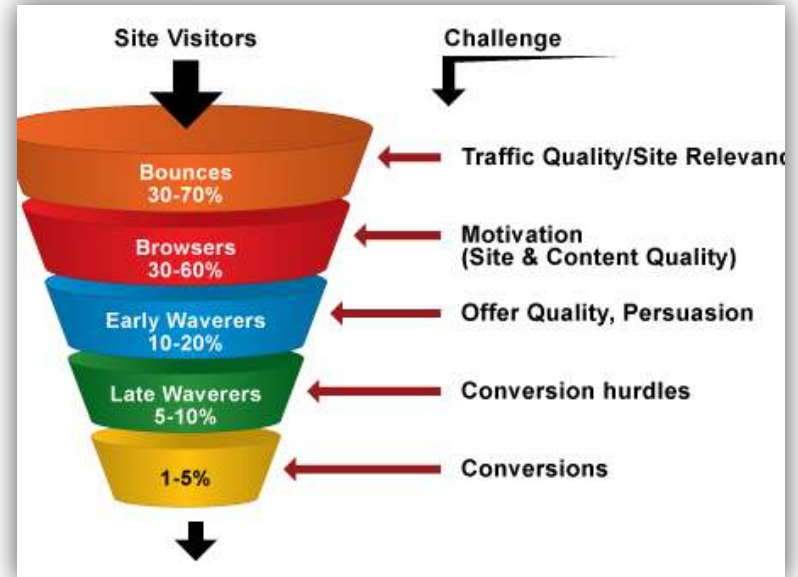 Site Visitors
Challenge
Bounces
30-70%
Traffic Quality/Site Relevanc
Browsers
30-60%
Motivation
(Site & Content Quality)
Early Waverers
10-20%
Offer Quality, Persuasion
Late Waverers
5-10%
Conversion hurdles
1-5%
Conversions